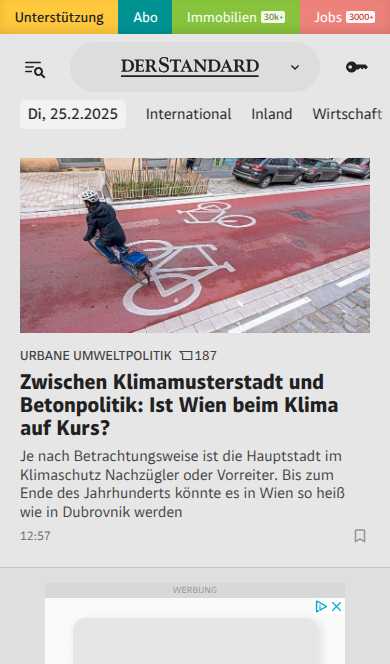 Unterstützung Abo Immobilien 30k+ Jobs 3000+
DERSTANDARD
Di, 25.2.2025 International Inland Wirtschaft
URBANE UMWELTPOLITIK 187
Zwischen Klimamusterstadt und
Betonpolitik: Ist Wien beim Klima
auf Kurs?
Je nach Betrachtungsweise ist die Hauptstadt im
Klimaschutz Nachzügler oder Vorreiter. Bis zum
Ende des Jahrhunderts könnte es in Wien so heiß
wie in Dubrovnik werden
12:57
WERBUNG